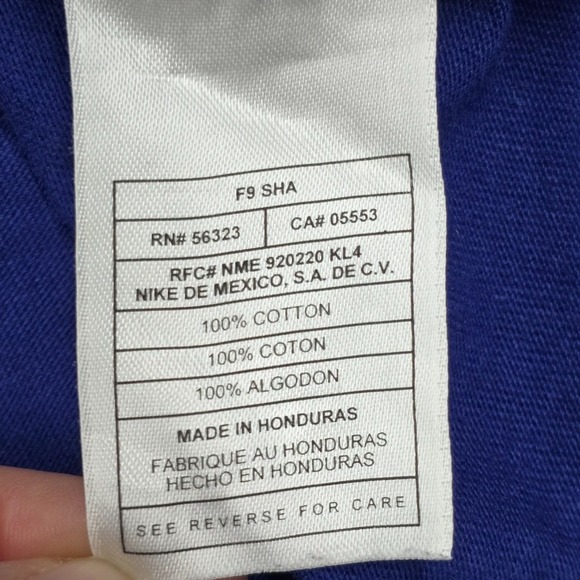 F9 SHA
RN# 56323 CA# 05553
RFC# NME 920220 KL4
NIKE DE MEXICO, S.A. DE C.V.
100% COTTON
100% COTON
100% ALGODON
MADE IN HONDURAS
FABRIQUE AU HONDURAS
HECHO EN HONDURAS
SEE REVERSE FOR CARE